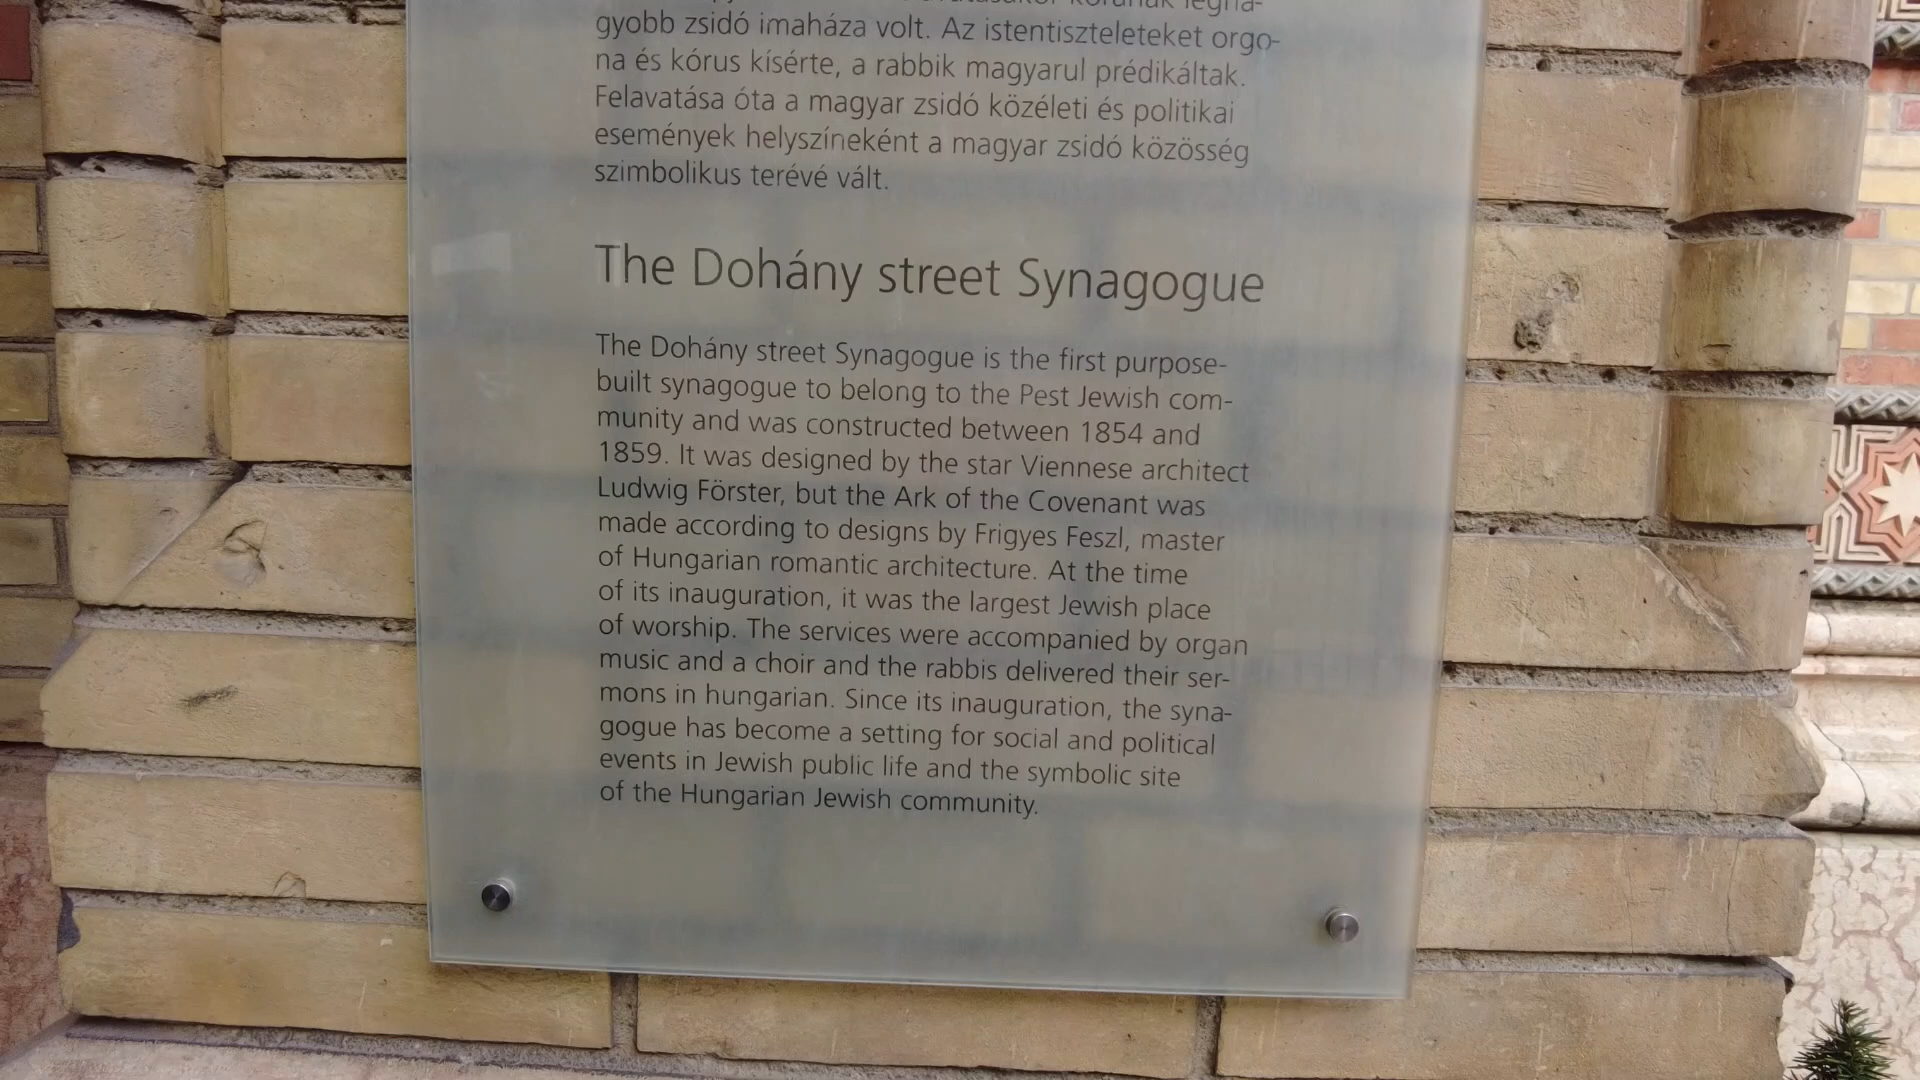 gyobb zsidó imaháza volt. Az istentiszteleteket orgo-
na és kórus kísérte, a rabbik magyarul prédikáltak.
Felavatása óta a magyar zsidó közéleti és politikai
események helyszíneként a magyar zsidó közösség
szimbolikus terévé vált.
The Dohány street Synagogue
The Dohány street Synagogue is the first purpose-
built synagogue to belong to the Pest Jewish com-
munity and was constructed between 1854 and
1859. It was designed by the star Viennese architect
Ludwig Förster, but the Ark of the Covenant was
made according to designs by Frigyes Feszl, master
of Hungarian romantic architecture. At the time
of its inauguration, it was the largest Jewish place
of worship. The services were accompanied by organ
music and a choir and the rabbis delivered their ser-
mons in hungarian. Since its inauguration, the syna-
gogue has become a setting for social and political
events in Jewish public life and the symbolic site
of the Hungarian Jewish community.